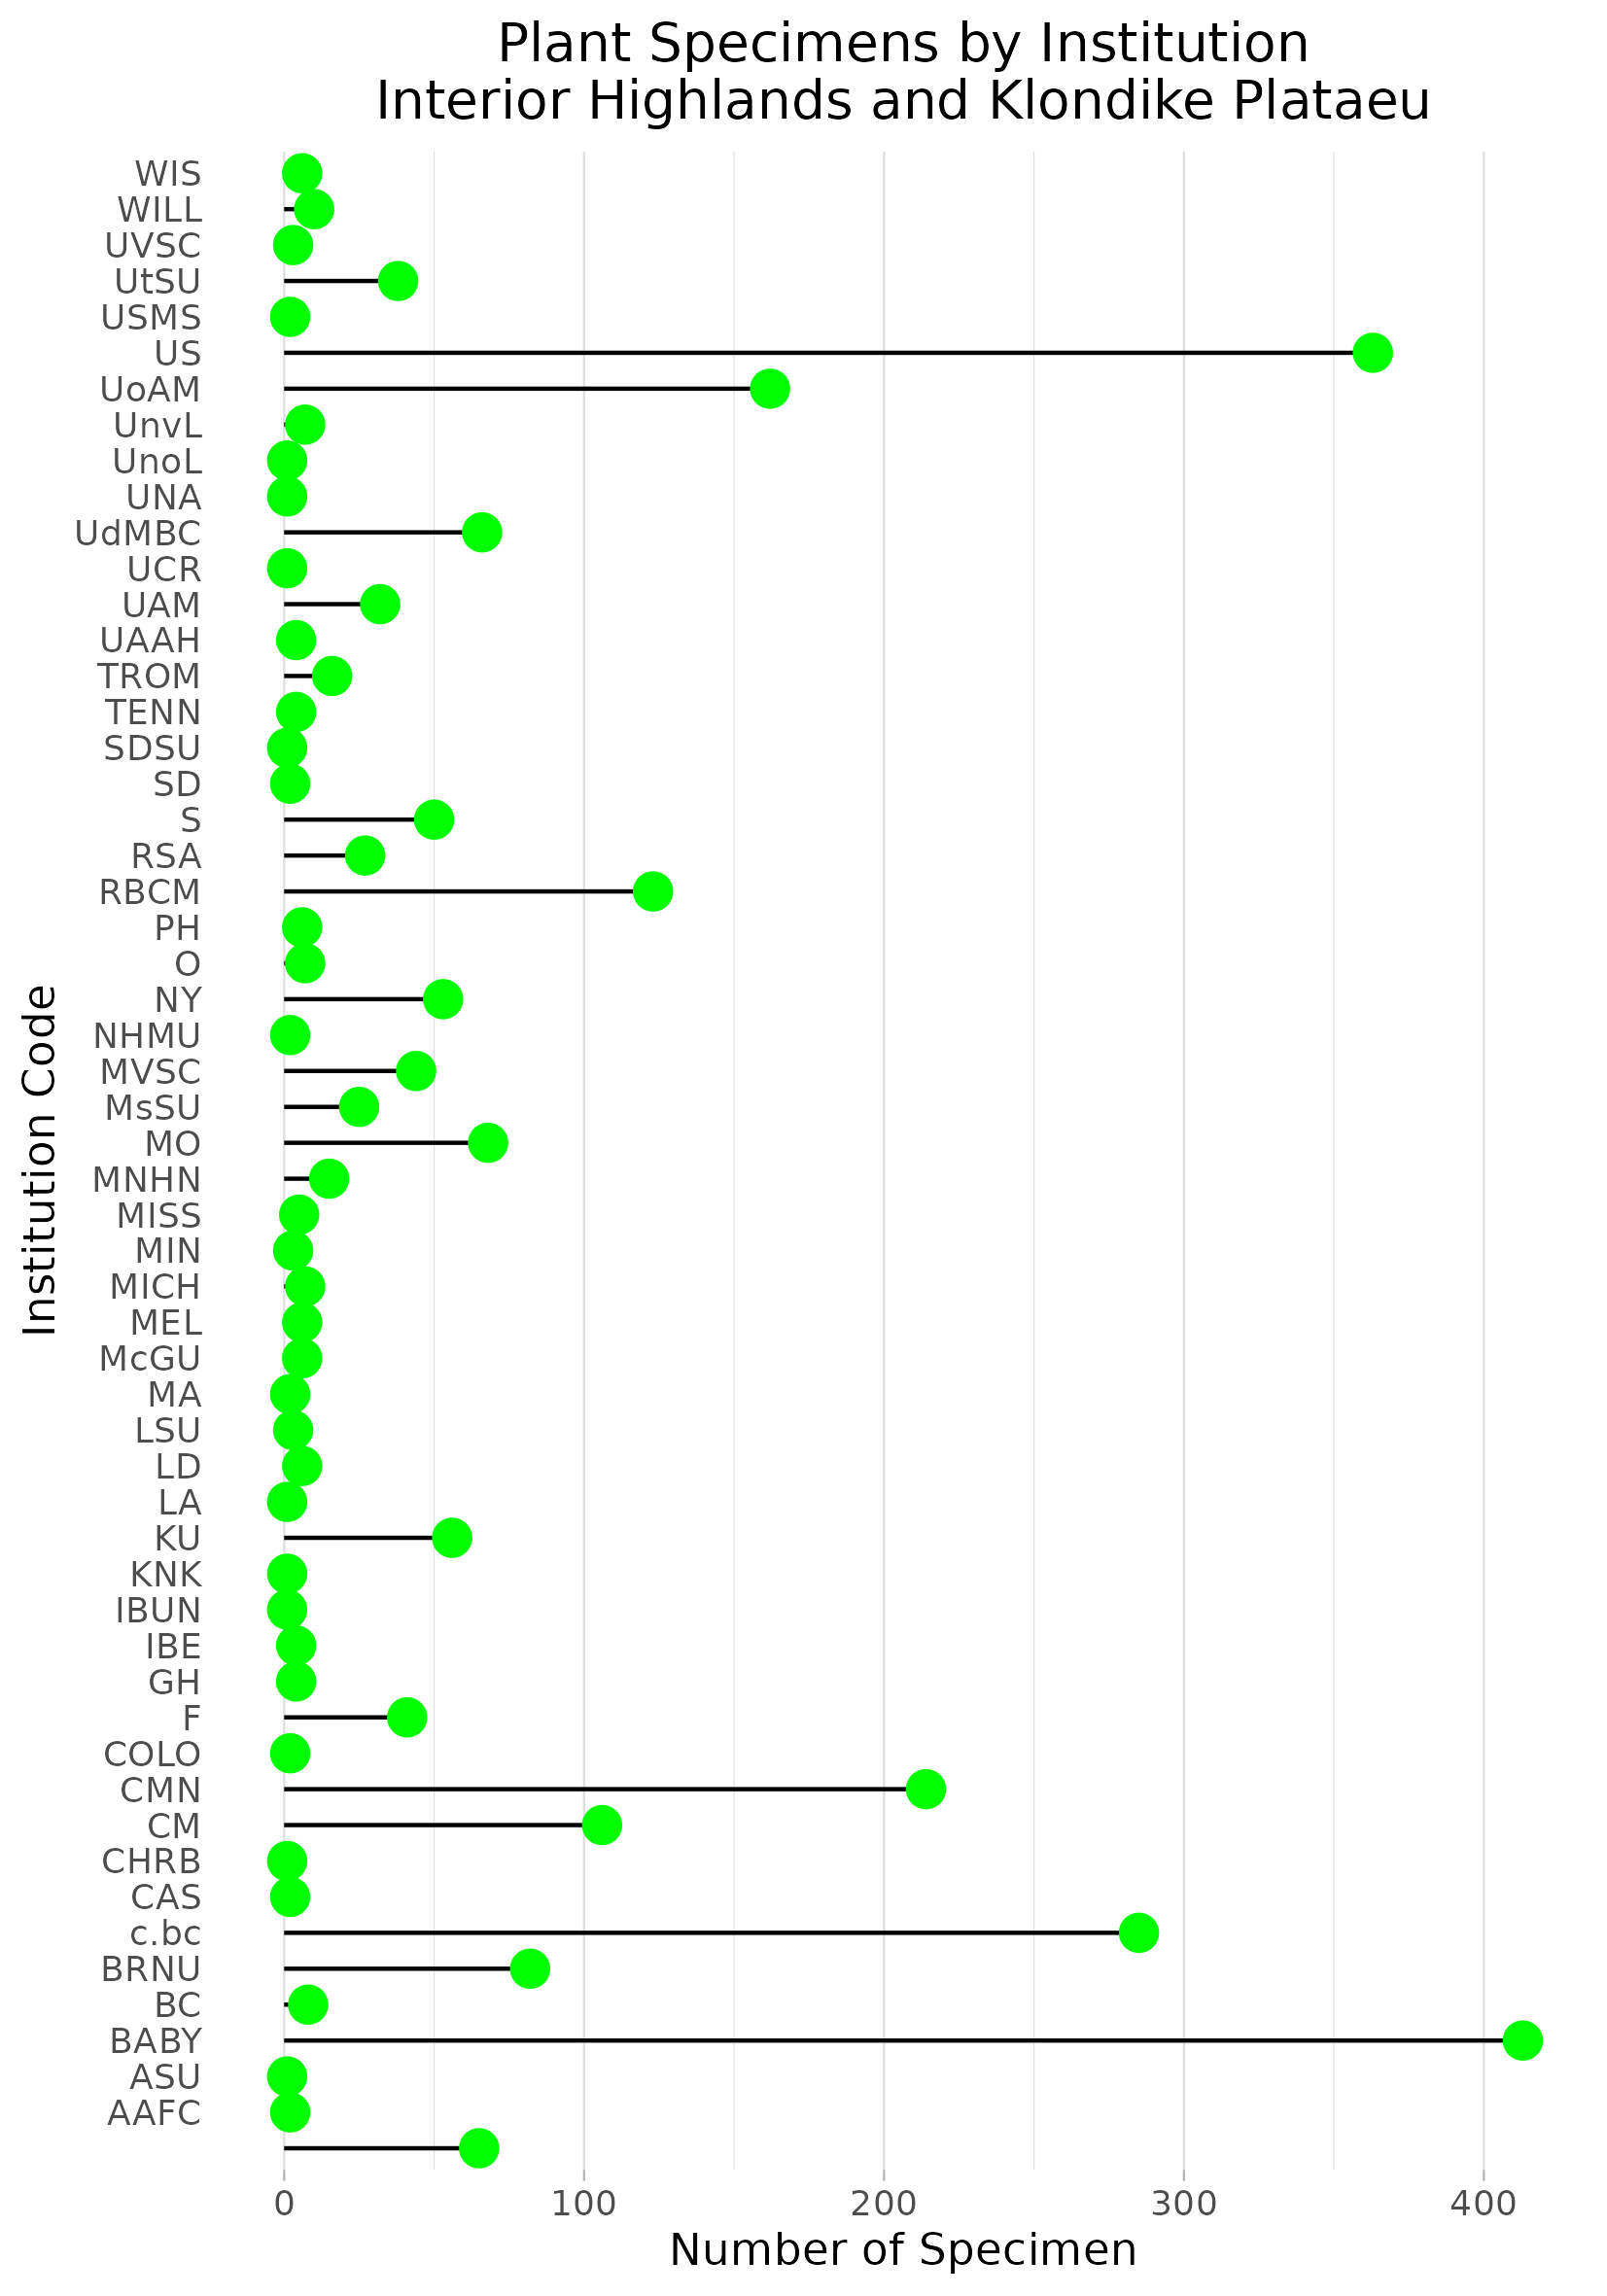 Plant Specimens by Institution
Interior Highlands and Klondike Plataeu
WIS
WILL
UVSC
UtSU
USMS
US
UoAM
UnvL
UnoL
UNA
UdMBC
UCR
UAM
UAAH
TROM
TENN
SDSU
SD
S
RSA
RBCM
PH
O
NY
NHMU
MVSC
MsSU
MO
MNHN
MISS
MIN
MICH
MEL
McGU
MA
LSU
LD
LA
KU
KNK
IBUN
IBE
GH
F
COLO
CMN
CM
CHRB
CAS
c.bc
BRNU
BC
BABY
ASU
AAFC
Institution Code
0 100 200 300 400
Number of Specimen